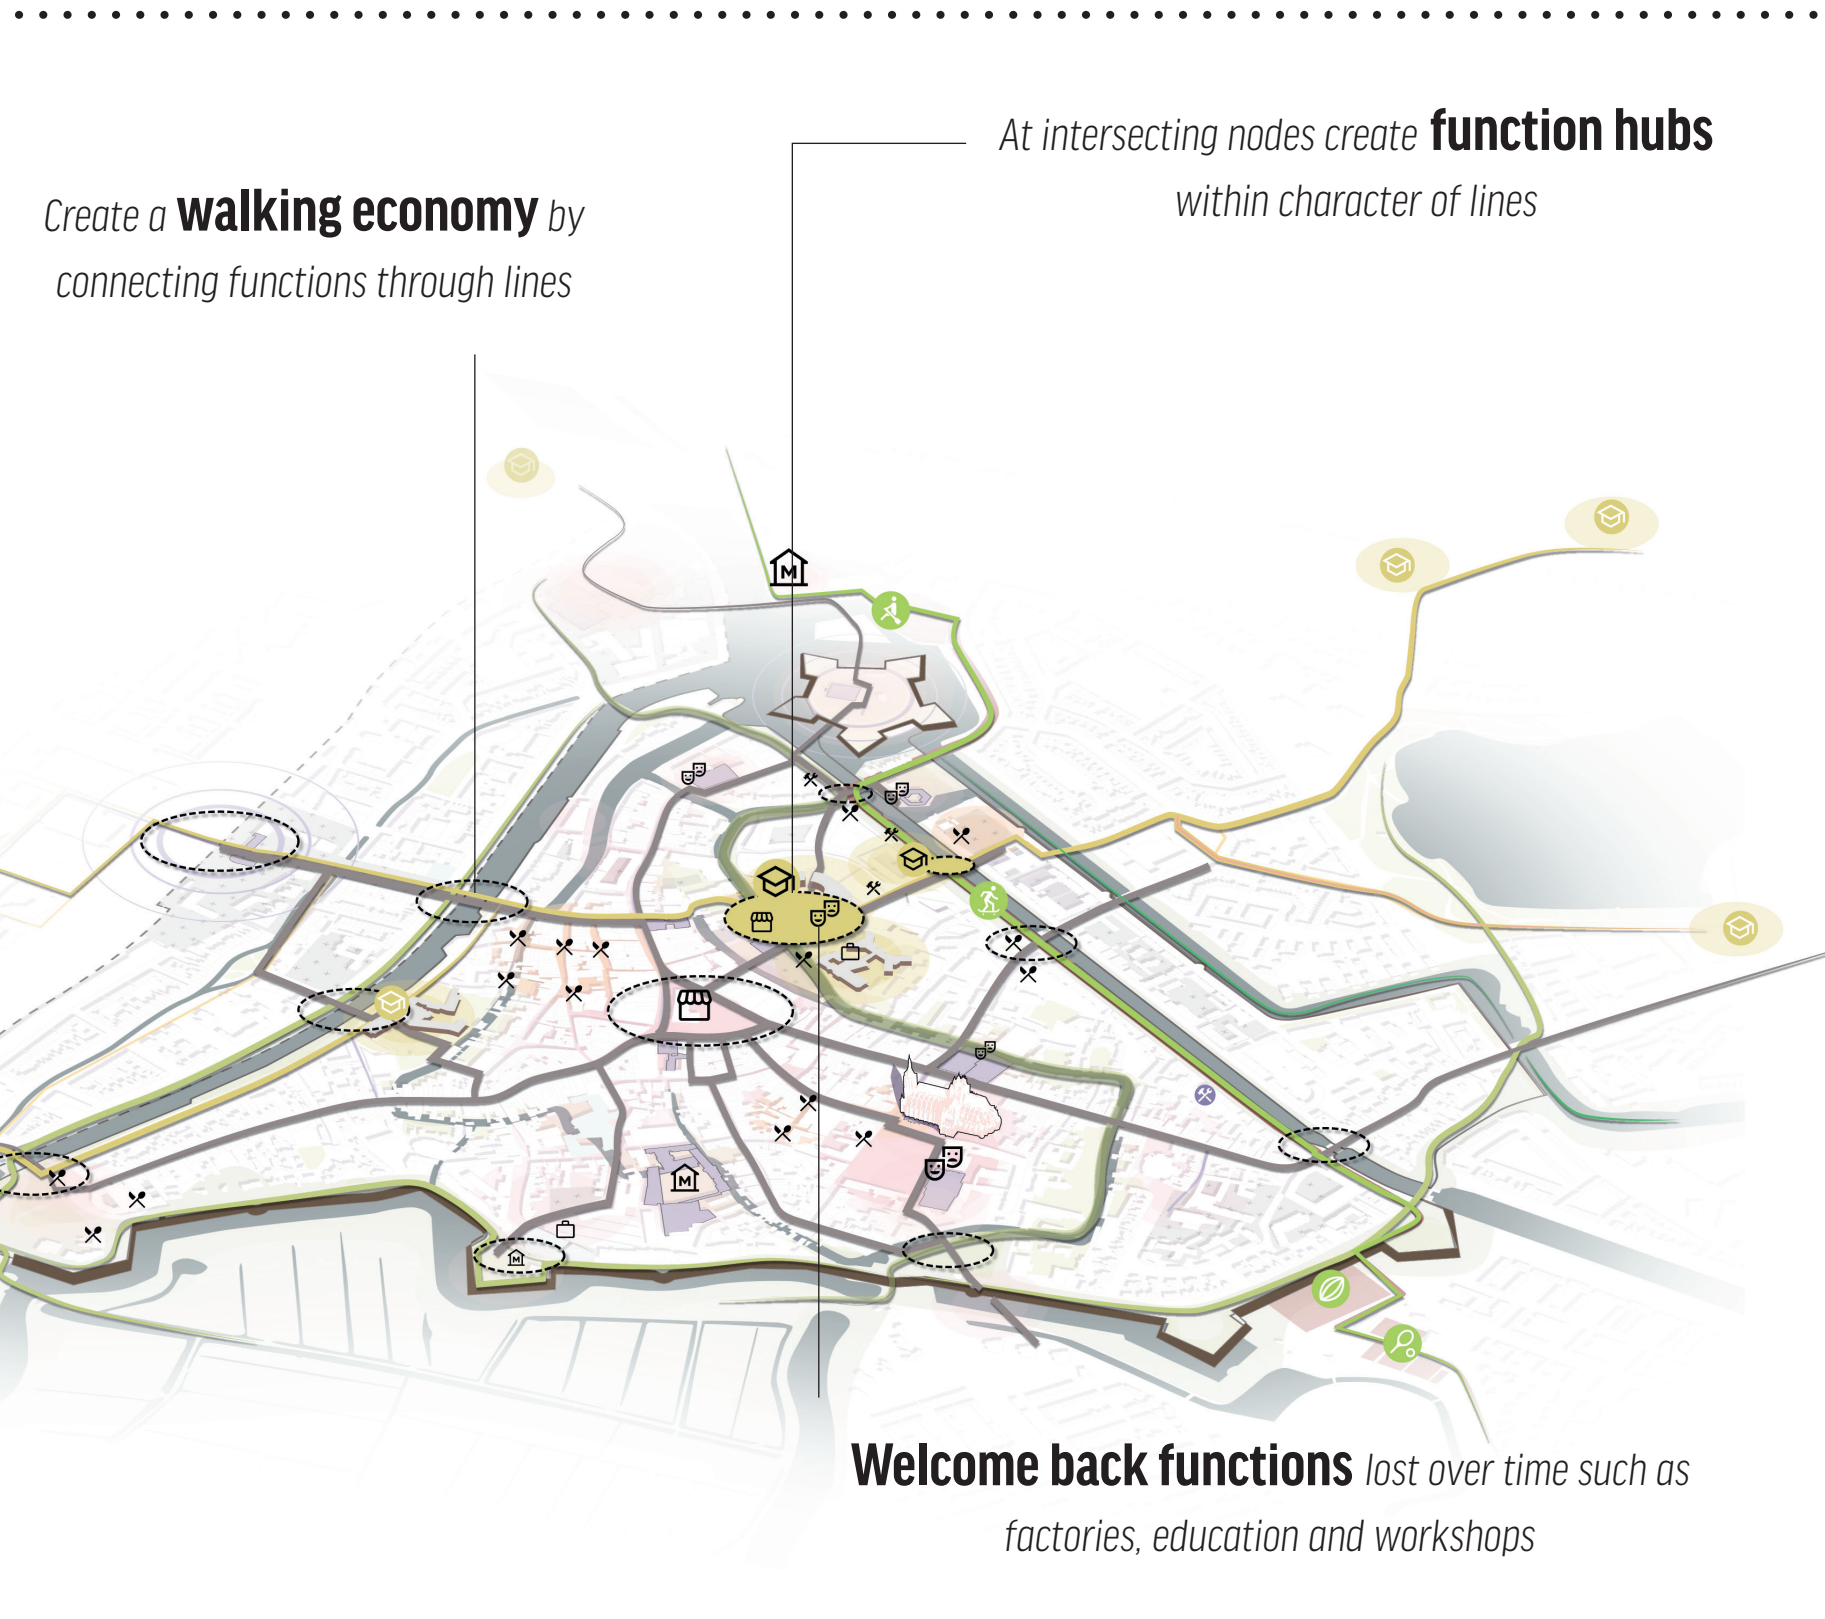 At intersecting nodes create function hubs
within character of lines
Create a walking economy by
connecting functions through lines
M
M
M
Welcome back functions lost over time such as
factories, education and workshops